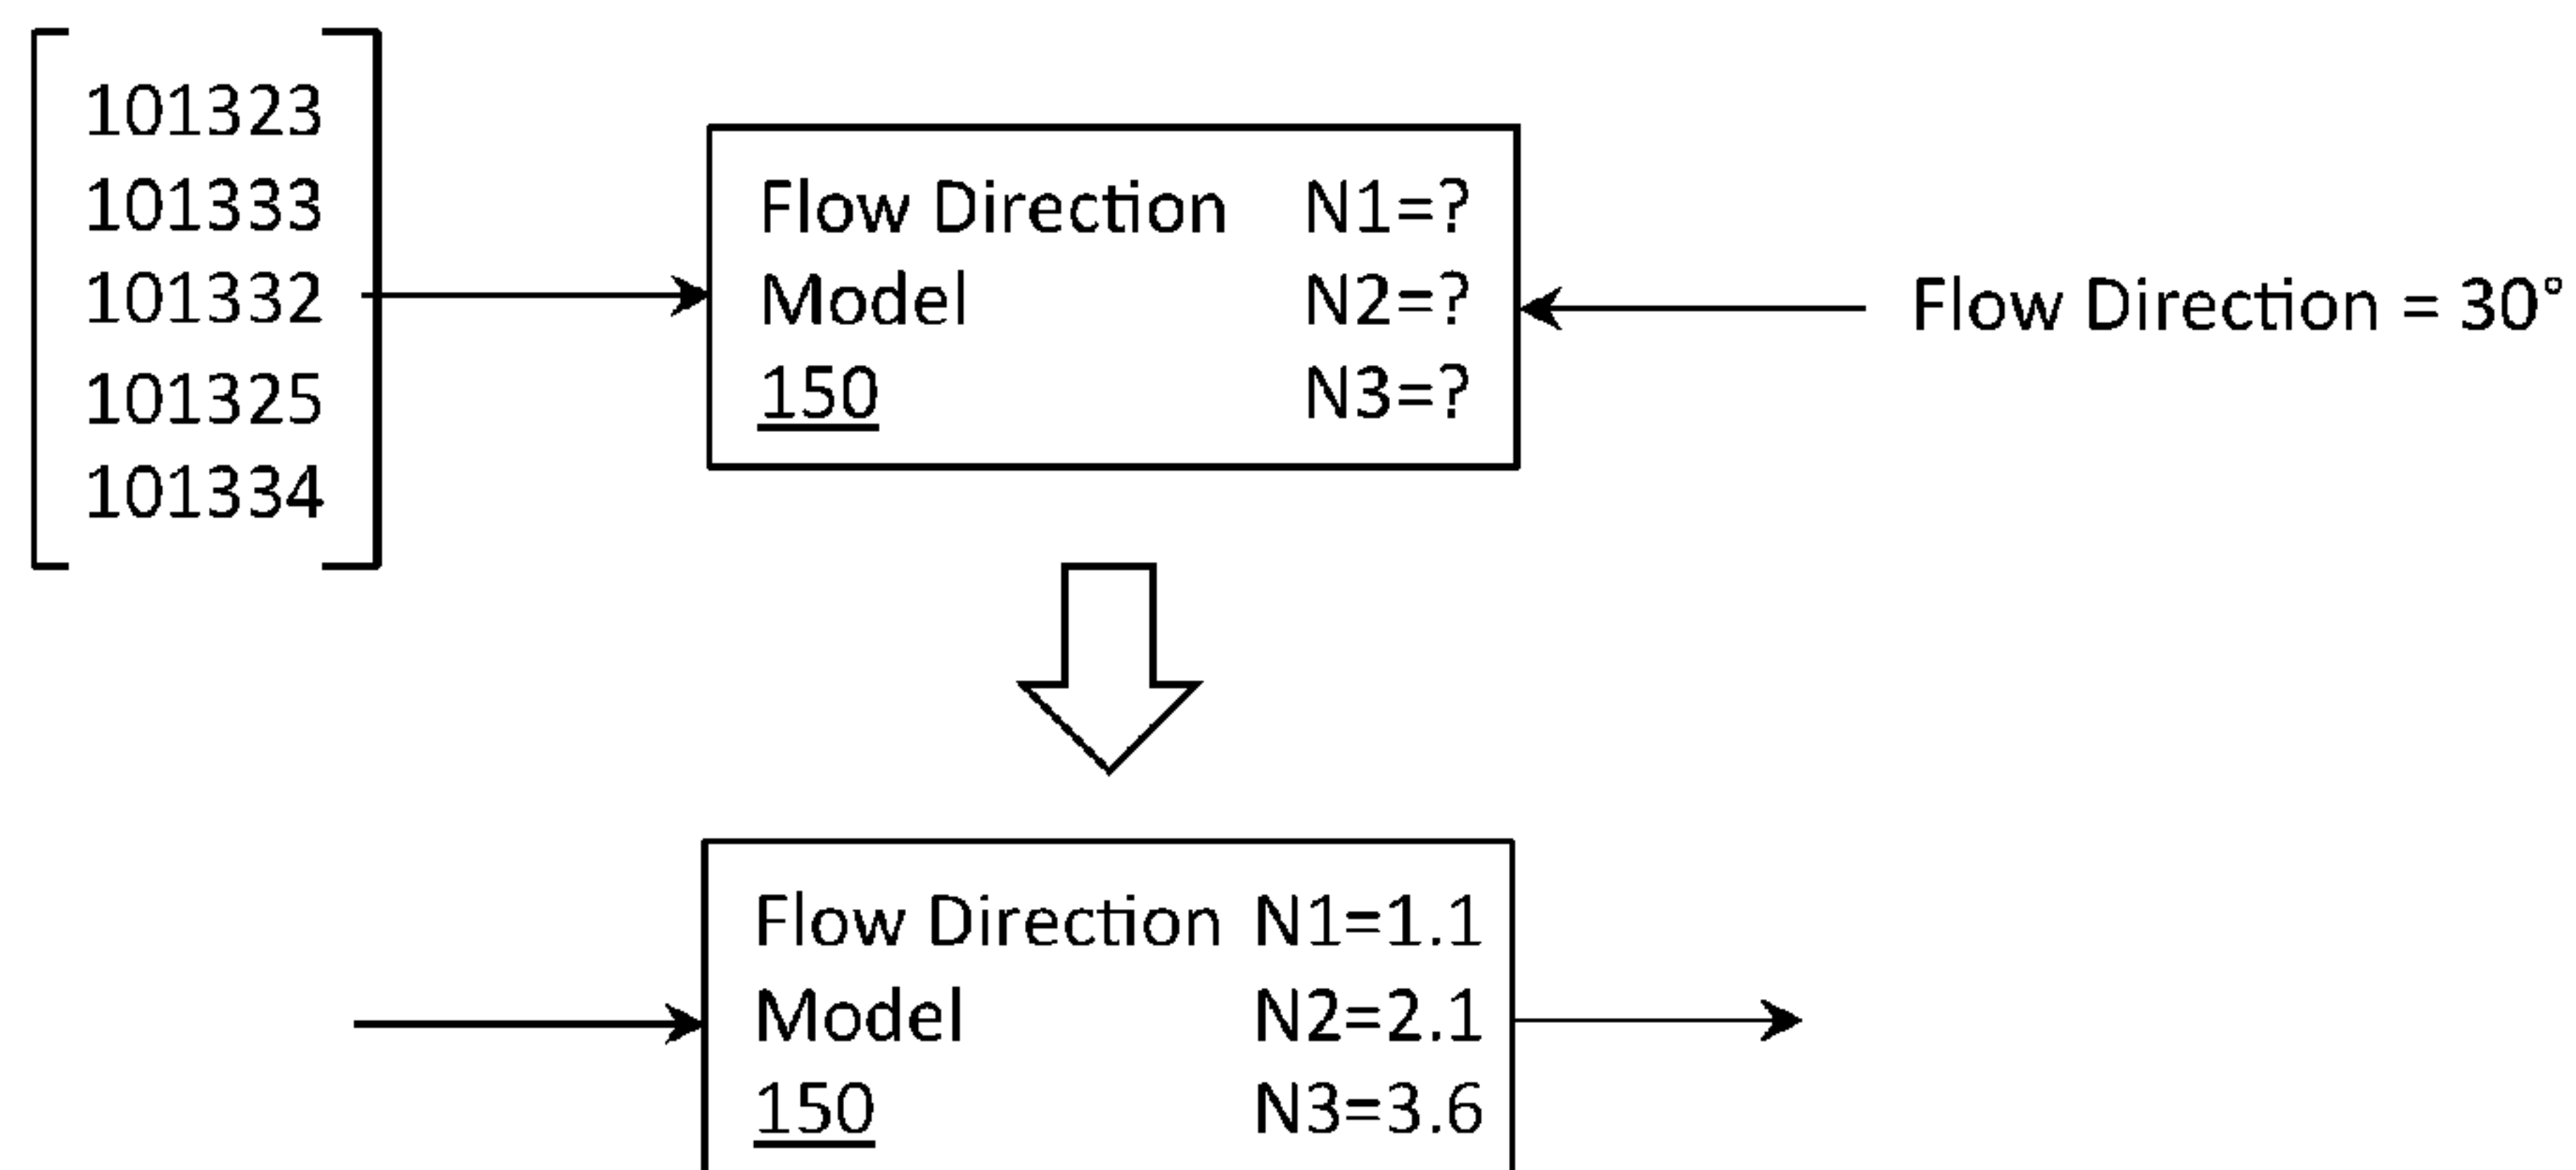 101323
101333
101332
101325
101334
Flow Direction N1=?
Model N2=?
150 N3=?
Flow Direction = 30°
Flow Direction N1=1.1
Model N2=2.1
150 N3=3.6